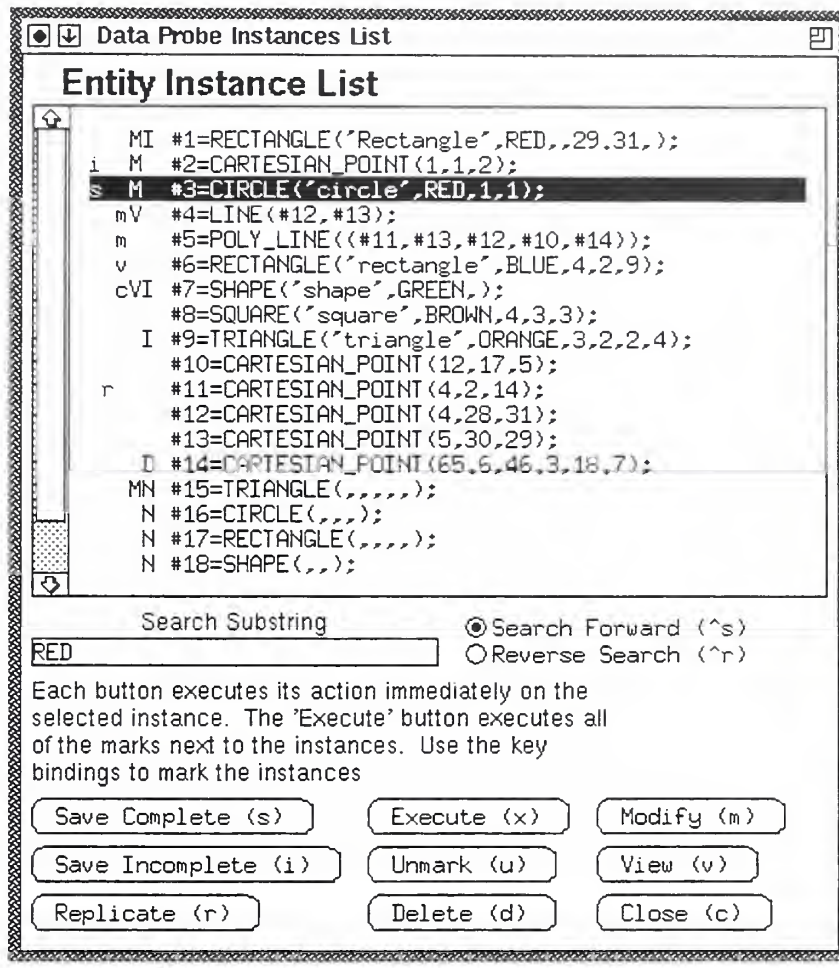 Data Probe Instances List
Entity Instance List
MI #1=RECTANGLE('Rectangle',RED,,29.31,);
i M #2=CARTESIAN_POINT(1,1,2);
s M #3=CIRCLE('circle',RED,1,1);
mV #4=LINE(#12,#13);
m #5=POLY_LINE((#11,#13,#12,#10,#14));
v #6=RECTANGLE('rectangle',BLUE,4,2,9);
cVI #7=SHAPE('shape',GREEN,);
#8=SQUARE('square',BROWN,4,3,3);
I #9=TRIANGLE('triangle',ORANGE,3,2,2,4);
#10=CARTESIAN_POINT(12,17,5);
r #11=CARTESIAN_POINT(4,2,14);
#12=CARTESIAN_POINT(4,28,31);
#13=CARTESIAN_POINT(5,30,29);
D #14=CARTESIAN_POINT(65.6,46.3,18.7);
MN #15=TRIANGLE(,,,,,);
N #16=CIRCLE(,,,);
N #17=RECTANGLE(,,,,);
N #18=SHAPE(,,);
Search Substring
RED
Search Forward (^s)
Reverse Search (^r)
Each button executes its action immediately on the
selected instance. The 'Execute' button executes all
of the marks next to the instances. Use the key
bindings to mark the instances
Save Complete (s) Execute (x) Modify (m)
Save Incomplete (i) Unmark (u) View (v)
Replicate (r) Delete (d) Close (c)